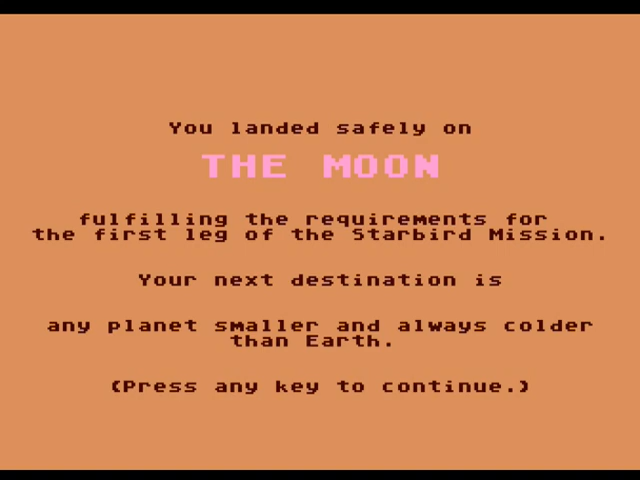 You landed safely on
THE MOON
fulfilling the requirements for
the first leg of the Starbird Mission.
Your next destination is
any planet smaller and always colder
than Earth.
(Press any key to continue.)